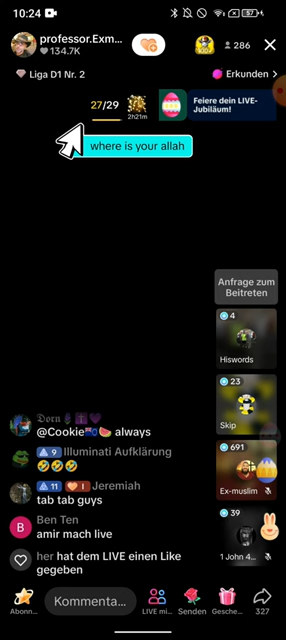 10:24
57
professor.Exm...
134.7K
286
Liga D1 Nr. 2
Erkunden >
27/29
2h21m
Feiere dein LIVE-
Jubiläum!
where is your allah
Anfrage zum
Beitreten
4
Hiswords
23
Skip
𝔇𝔬𝔯𝔫
@Cookie always
9 Illuminati Aufklärung
691
Ex-muslim
11 I Jeremiah
tab tab guys
B Ben Ten
amir mach live
39
1 John 4...
her hat dem LIVE einen Like
gegeben
Abonn...
Kommenta...
LIVE mi...
Senden
Gesche...
327